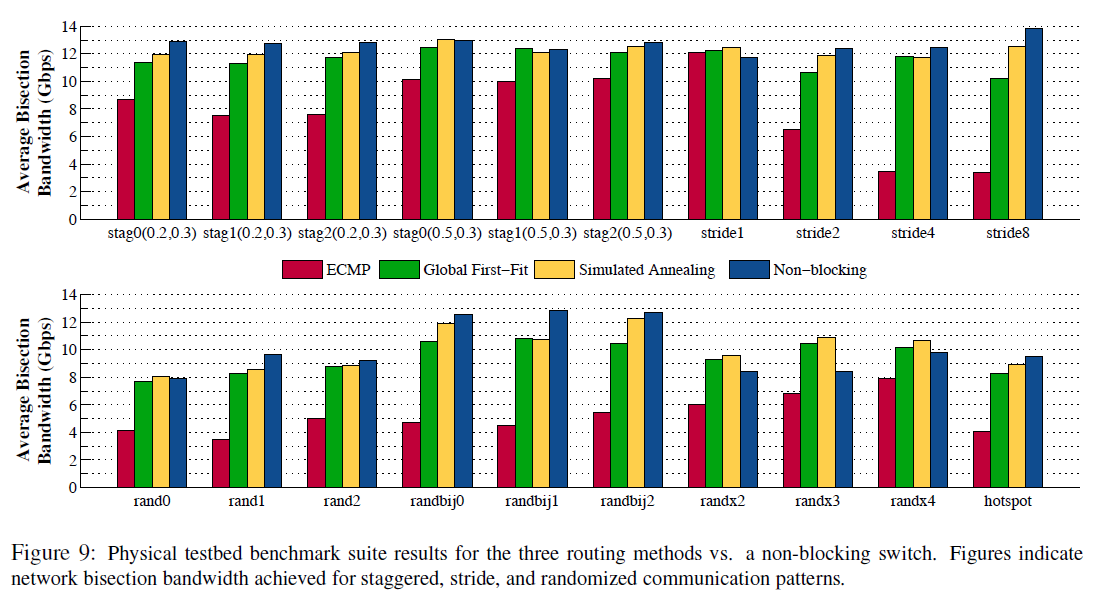 14
12
10
8
6
4
2
0
Average Bisection
Bandwidth (Gbps)
stag0(0.2,0.3) stag1(0.2,0.3) stag2(0.2,0.3) stag0(0.5,0.3) stag1(0.5,0.3) stag2(0.5,0.3) stride1 stride2 stride4 stride8
ECMP Global First−Fit Simulated Annealing Non−blocking
14
12
10
8
6
4
2
0
Average Bisection
Bandwidth (Gbps)
rand0 rand1 rand2 randbij0 randbij1 randbij2 randx2 randx3 randx4 hotspot
Figure 9: Physical testbed benchmark suite results for the three routing methods vs. a non-blocking switch. Figures indicate
network bisection bandwidth achieved for staggered, stride, and randomized communication patterns.